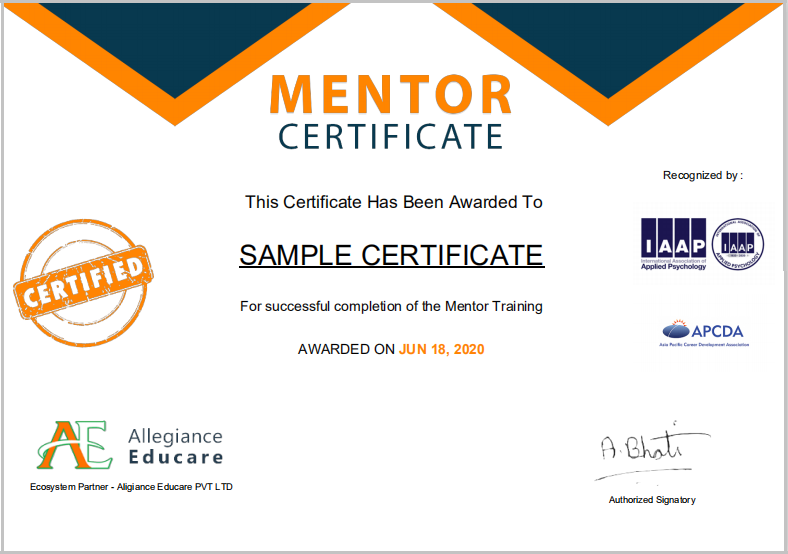 MENTOR
CERTIFICATE
Recognized by :
This Certificate Has Been Awarded To
SAMPLE CERTIFICATE
IAAP
International Association of
Applied Psychology
INTERNATIONAL ASSOCIATION OF
IAAP
APPLIED PSYCHOLOGY
CERTIFIED
For successful completion of the Mentor Training
APCDA
Asia Pacific Career Development Association
AWARDED ON JUN 18, 2020
AE
Allegiance
Educare
A.Bhati
Ecosystem Partner - Aligiance Educare PVT LTD
Authorized Signatory